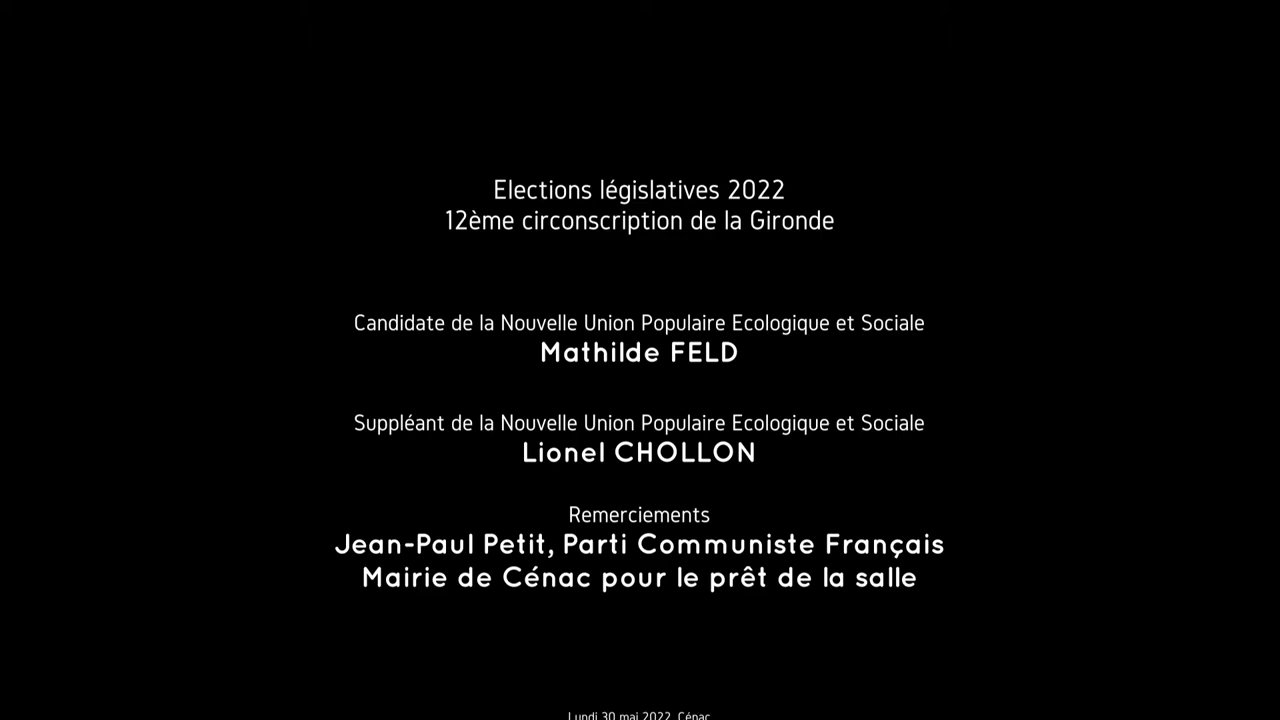 Elections législatives 2022
12ème circonscription de la Gironde
Candidate de la Nouvelle Union Populaire Ecologique et Sociale
Mathilde FELD
Suppléant de la Nouvelle Union Populaire Ecologique et Sociale
Lionel CHOLLON
Remerciements
Jean-Paul Petit, Parti Communiste Français
Mairie de Cénac pour le prêt de la salle
Lundi 30 mai 2022, Cénac